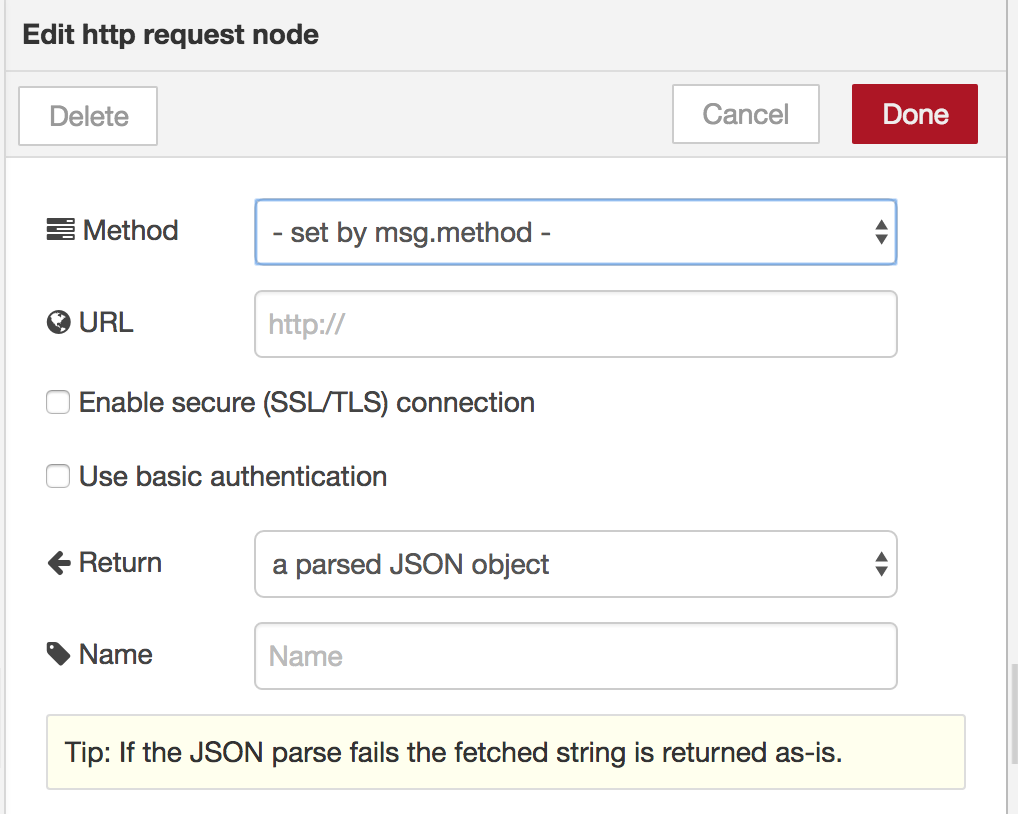 Edit http request node
Delete
Cancel
Done
Method
- set by msg.method -
URL
http://
Enable secure (SSL/TLS) connection
Use basic authentication
Return
a parsed JSON object
Name
Name
Tip: If the JSON parse fails the fetched string is returned as-is.